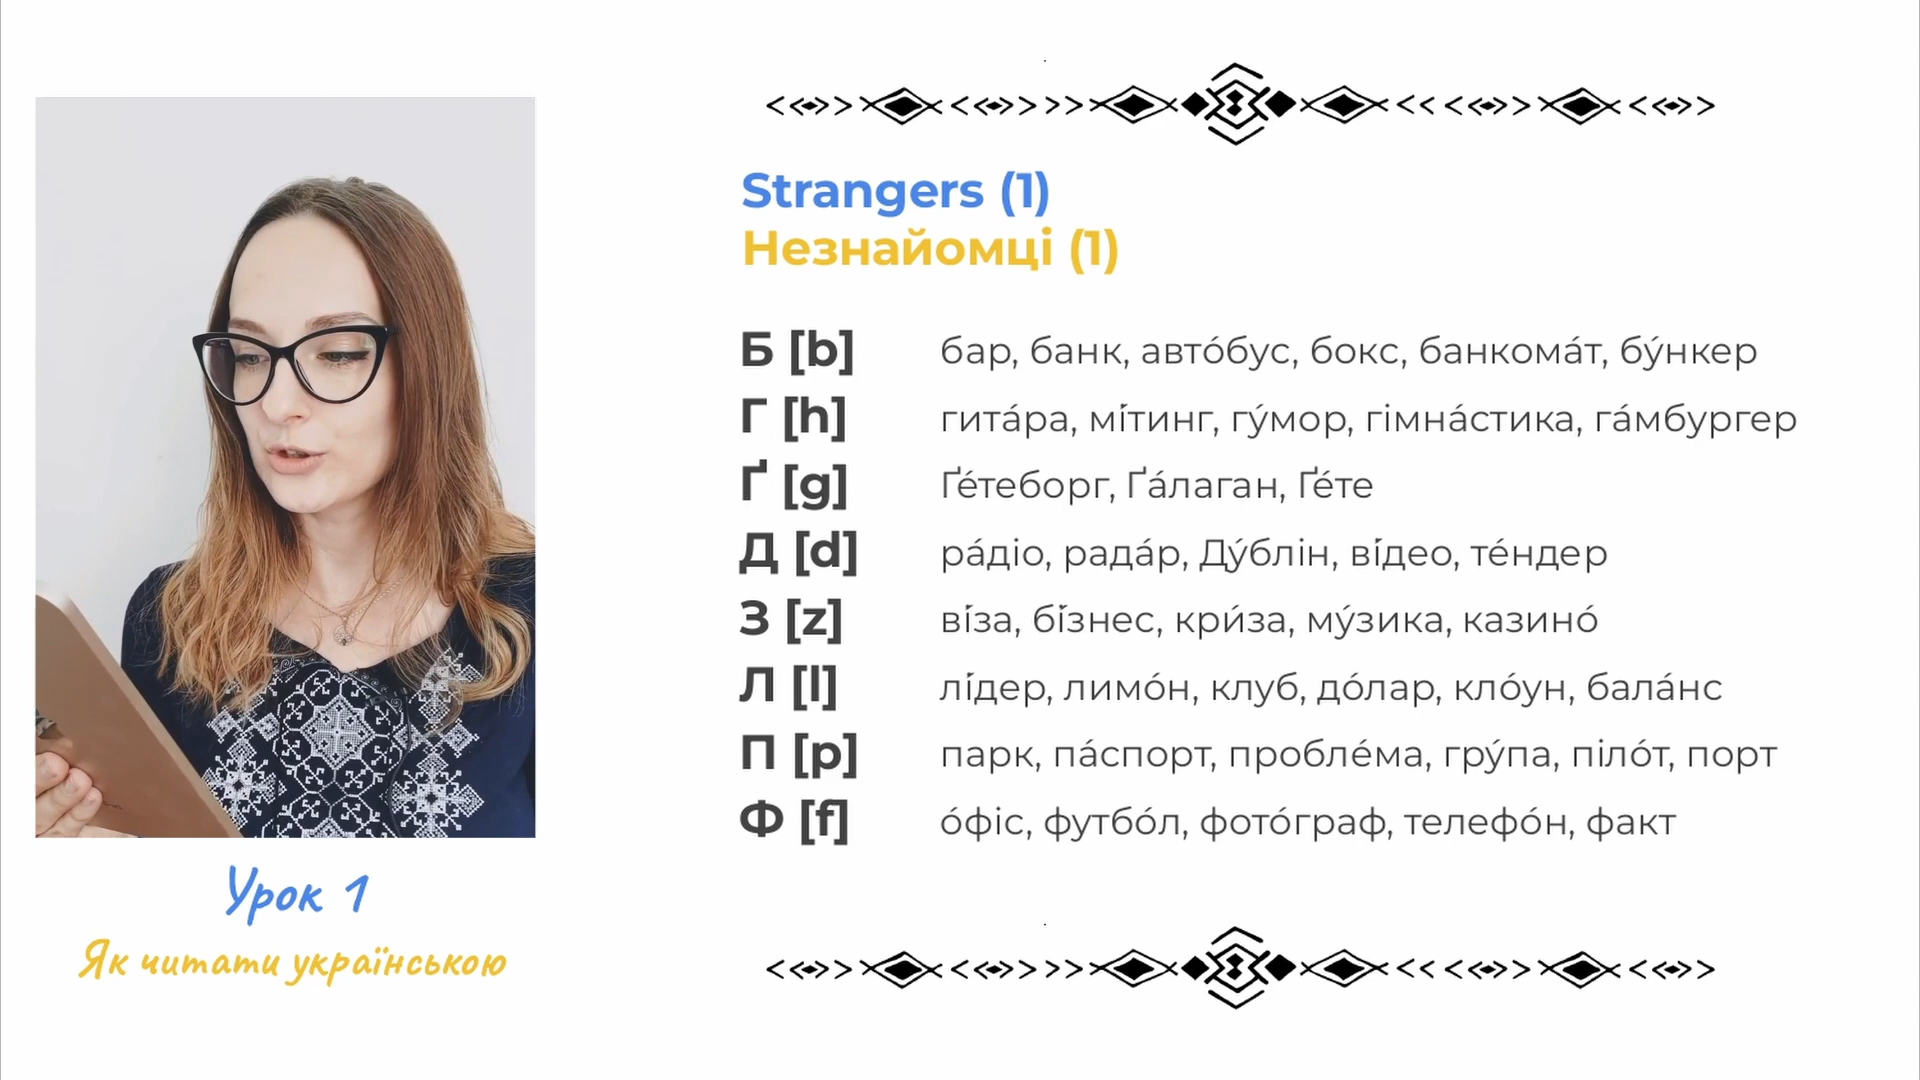 Strangers (1)
Незнайомці (1)
Б [b] бар, банк, авто́бус, бокс, банкома́т, бу́нкер
Г [h] гита́ра, мі́тинг, гу́мор, гімна́стика, га́мбургер
Ґ [g] Ґе́теборг, Ґа́лаган, Ґе́те
Д [d] ра́діо, рада́р, Ду́блін, ві́део, те́ндер
З [z] ві́за, бі́знес, кри́за, му́зика, казино́
Л [l] лі́дер, лимо́н, клуб, до́лар, кло́ун, бала́нс
П [p] парк, па́спорт, пробле́ма, гру́па, піло́т, порт
Ф [f] о́фіс, футбо́л, фото́граф, телефо́н, факт
Урок 1
Як читати українською